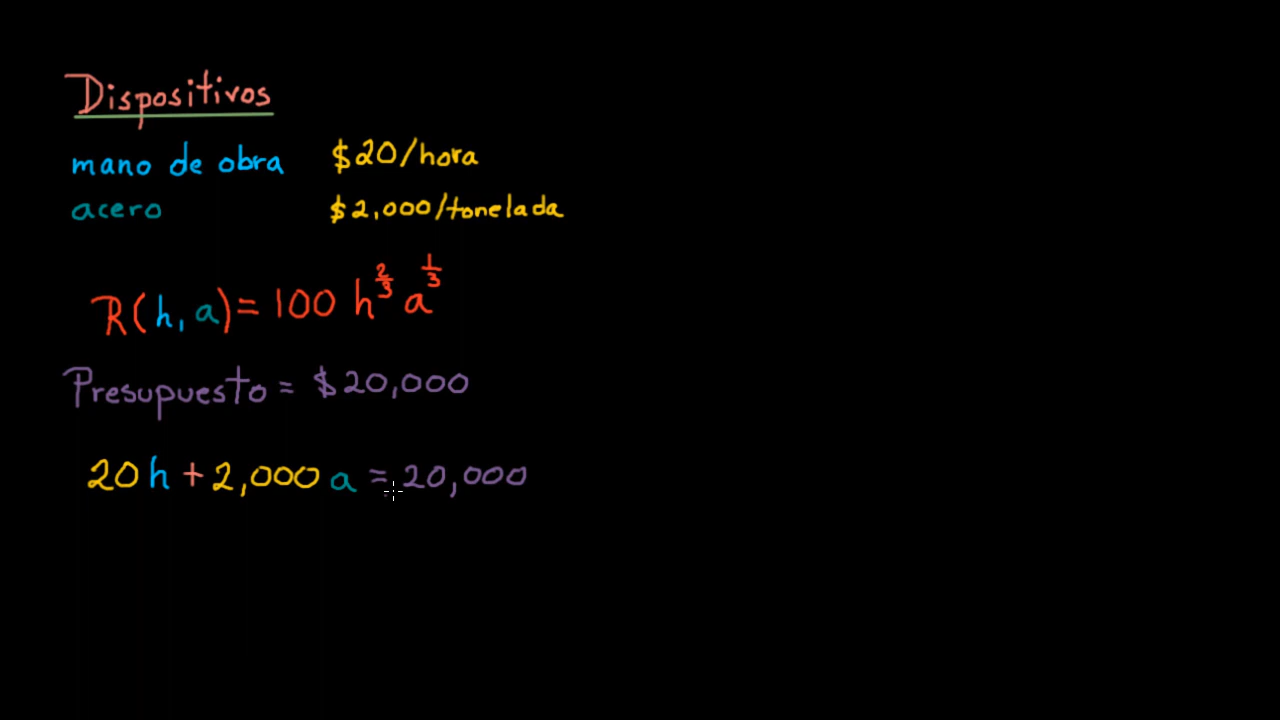 Dispositivos
mano de obra $20/hora
acero $2,000/tonelada
R(h, a) = 100 h^{2/3} a^{1/3}
Presupuesto = $20,000
20h + 2,000 a = 20,000